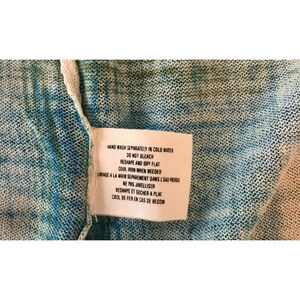 HAND WASH SEPARATELY IN COLD WATER
DO NOT BLEACH
RESHAPE AND DRY FLAT
COOL IRON WHEN NEEDED
LAVAGE A LA MAIN SEPAREMENT DANS L'EAU FROIDE
NE PAS JAVELLISER
RESHAPE ET SECHER A PLAT
COOL DE FER EN CAS DE BESOIN